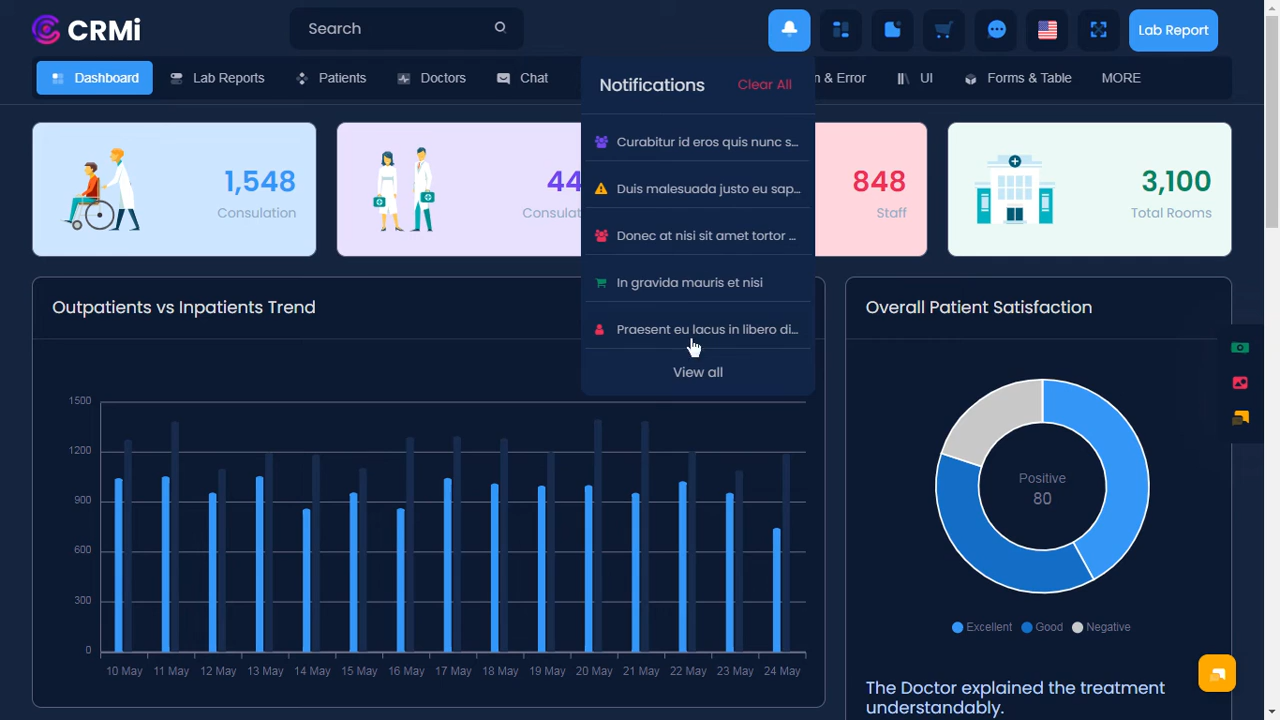 CRMi
Search
Lab Report
Dashboard
Lab Reports
Patients
Doctors
Chat
& Error
UI
Forms & Table
MORE
Notifications
Clear All
Curabitur id eros quis nunc s...
Duis malesuada justo eu sap...
Donec at nisi sit amet tortor ...
In gravida mauris et nisi
Praesent eu lacus in libero di...
View all
1,548
Consulation
44
Consulat
848
Staff
3,100
Total Rooms
Outpatients vs Inpatients Trend
1500
1200
900
600
300
0
10 May 11 May 12 May 13 May 14 May 15 May 16 May 17 May 18 May 19 May 20 May 21 May 22 May 23 May 24 May
Overall Patient Satisfaction
Positive
80
Excellent Good Negative
The Doctor explained the treatment
understandably.